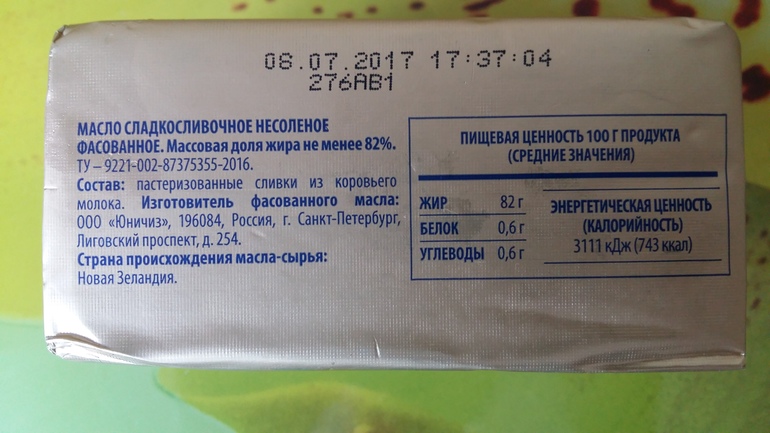 08.07.2017 17:37:04
276АВ1
МАСЛО СЛАДКОСЛИВОЧНОЕ НЕСОЛЕНОЕ
ФАСОВАННОЕ. Массовая доля жира не менее 82%.
ТУ – 9221-002-87375355-2016.
Состав: пастеризованные сливки из коровьего
молока. Изготовитель фасованного масла:
ООО «Юничиз», 196084, Россия, г. Санкт-Петербург,
Лиговский проспект, д. 254.
Страна происхождения масла-сырья:
Новая Зеландия.
ПИЩЕВАЯ ЦЕННОСТЬ 100 Г ПРОДУКТА
(СРЕДНИЕ ЗНАЧЕНИЯ)
ЖИР 82 г
БЕЛОК 0,6 г
УГЛЕВОДЫ 0,6 г
ЭНЕРГЕТИЧЕСКАЯ ЦЕННОСТЬ
(КАЛОРИЙНОСТЬ)
3111 кДж (743 ккал)